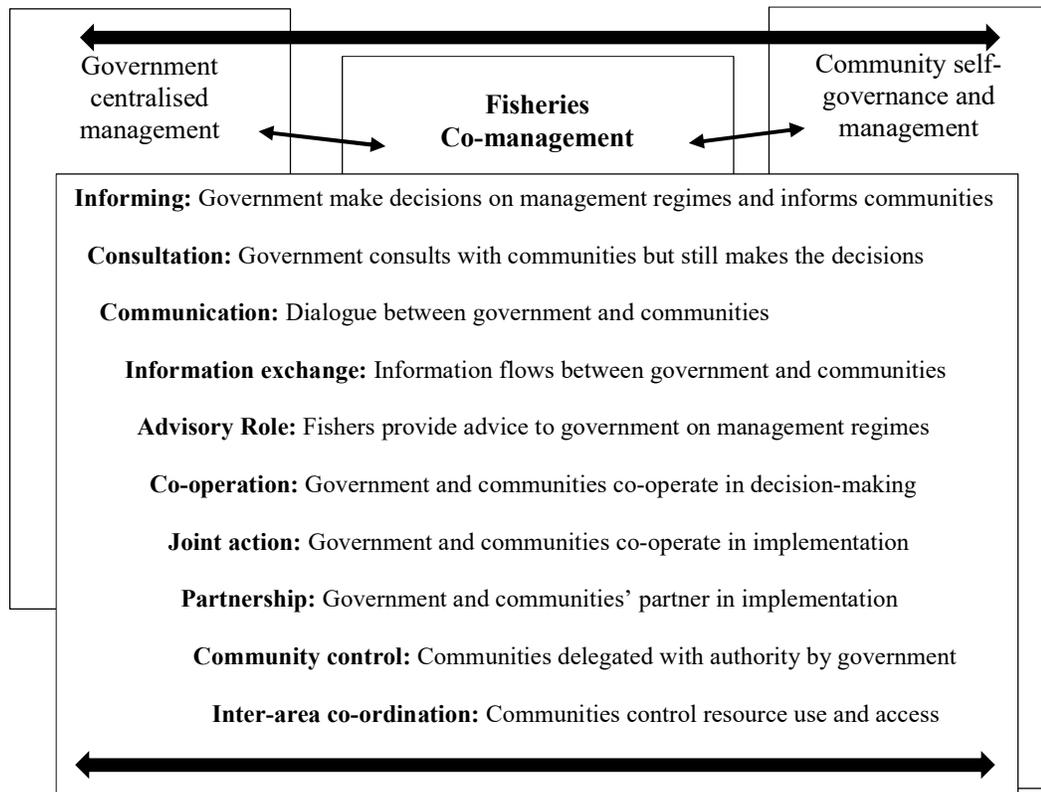 Government
centralised
management
Fisheries
Co-management
Community self-
governance and
management
Informing: Government make decisions on management regimes and informs communities
Consultation: Government consults with communities but still makes the decisions
Communication: Dialogue between government and communities
Information exchange: Information flows between government and communities
Advisory Role: Fishers provide advice to government on management regimes
Co-operation: Government and communities co-operate in decision-making
Joint action: Government and communities co-operate in implementation
Partnership: Government and communities’ partner in implementation
Community control: Communities delegated with authority by government
Inter-area co-ordination: Communities control resource use and access